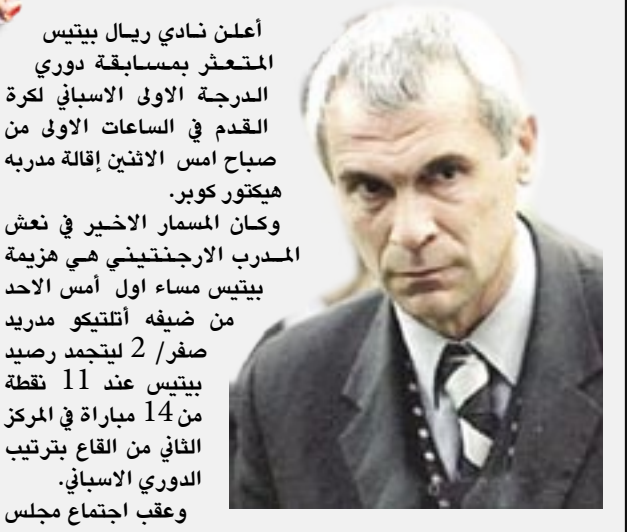 أعلن نادي ريال بيتيس
المتعثر بمسابقة دوري
الدرجة الاولى الاسباني لكرة
القدم في الساعات الاولى من
صباح امس الاثنين إقالة مدربه
هيكتور كوبر.
وكان المسمار الاخير في نعش
المدرب الارجنتيني هي هزيمة
بيتيس مساء اول أمس الاحد
من ضيفه أتلتيكو مدريد
صفر/ 2 ليتجمد رصيد
بيتيس عند 11 نقطة
من 14 مباراة في المركز
الثاني من القاع بترتيب
الدوري الاسباني.
وعقب اجتماع مجلس